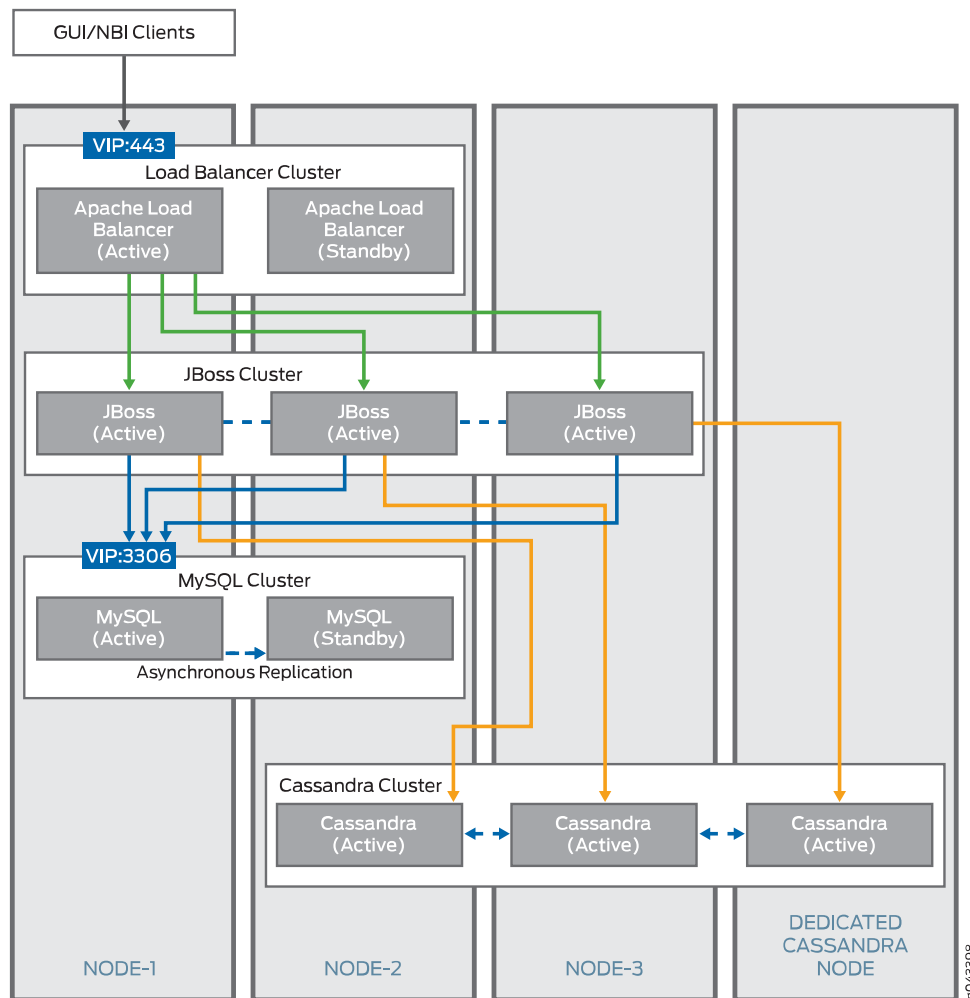 GUI/NBI Clients
VIP:443
Load Balancer Cluster
Apache Load
Balancer
(Active)
Apache Load
Balancer
(Standby)
JBoss Cluster
JBoss
(Active)
JBoss
(Active)
JBoss
(Active)
VIP:3306
MySQL Cluster
MySQL
(Active)
MySQL
(Standby)
Asynchronous Replication
Cassandra Cluster
Cassandra
(Active)
Cassandra
(Active)
Cassandra
(Active)
NODE-1
NODE-2
NODE-3
DEDICATED
CASSANDRA
NODE